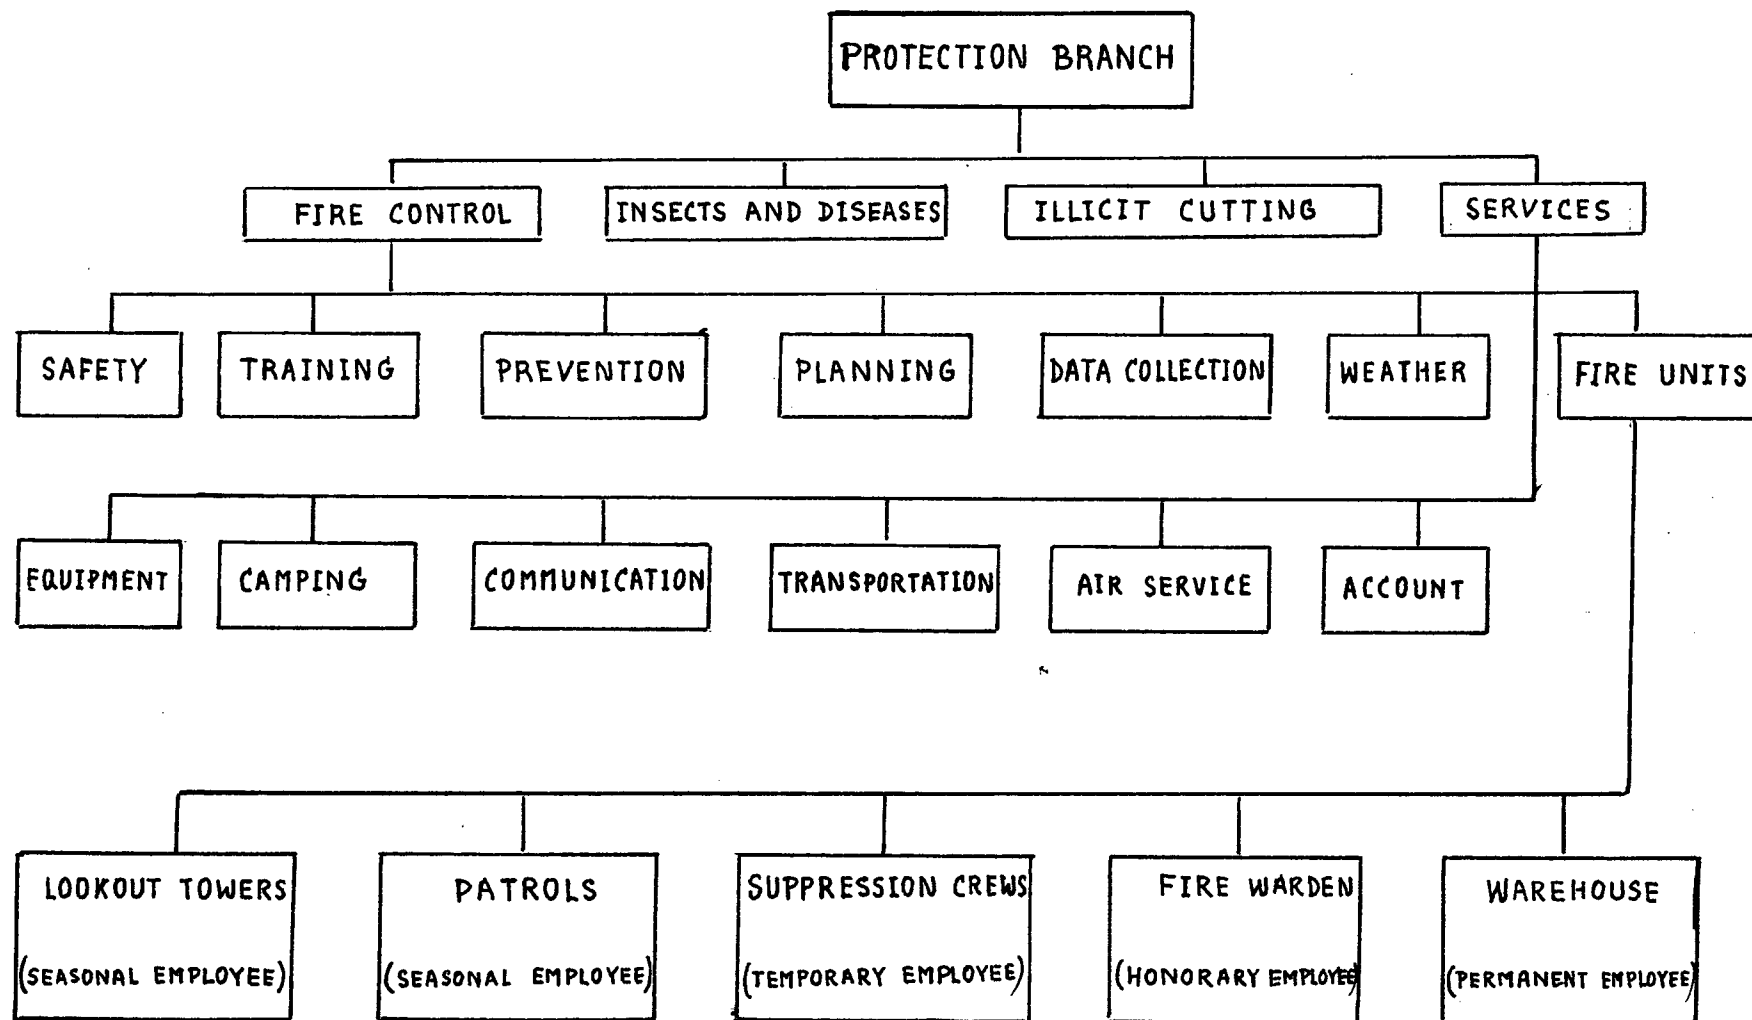 PROTECTION BRANCH
FIRE CONTROL
INSECTS AND DISEASES
ILLICIT CUTTING
SERVICES
SAFETY
TRAINING
PREVENTION
PLANNING
DATA COLLECTION
WEATHER
FIRE UNITS
EQUIPMENT
CAMPING
COMMUNICATION
TRANSPORTATION
AIR SERVICE
ACCOUNT
LOOKOUT TOWERS
(SEASONAL EMPLOYEE)
PATROLS
(SEASONAL EMPLOYEE)
SUPPRESSION CREWS
(TEMPORARY EMPLOYEE)
FIRE WARDEN
(HONORARY EMPLOYEE)
WAREHOUSE
(PERMANENT EMPLOYEE)